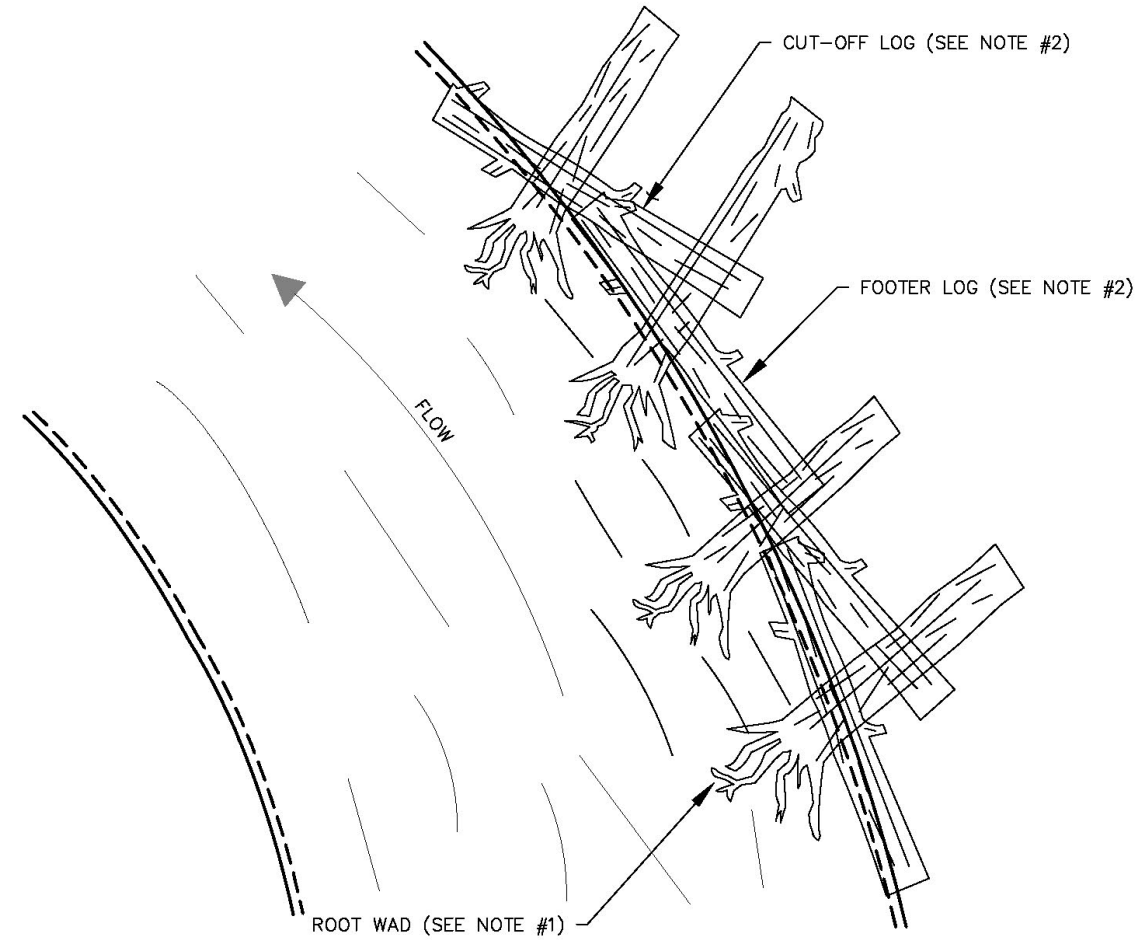 CUT-OFF LOG (SEE NOTE #2)
FOOTER LOG (SEE NOTE #2)
FLOW
ROOT WAD (SEE NOTE #1)